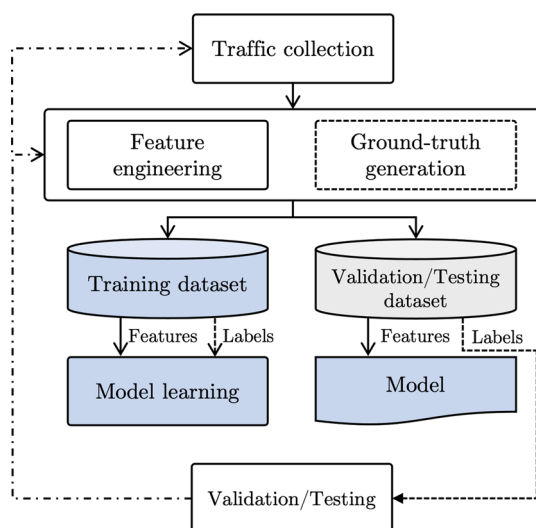 Traffic collection
Feature
engineering
Ground-truth
generation
Training dataset
Validation/Testing
dataset
Features
Labels
Features
Labels
Model learning
Model
Validation/Testing